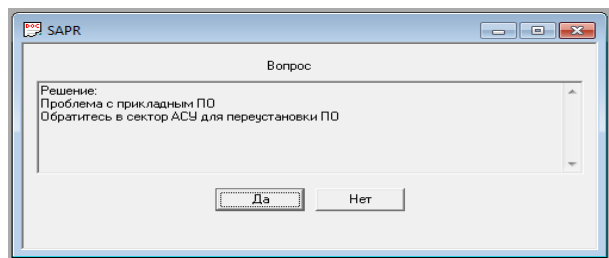 SAPR
Вопрос
Решение:
Проблема с прикладным ПО
Обратитесь в сектор АСУ для переустановки ПО
Да
Нет